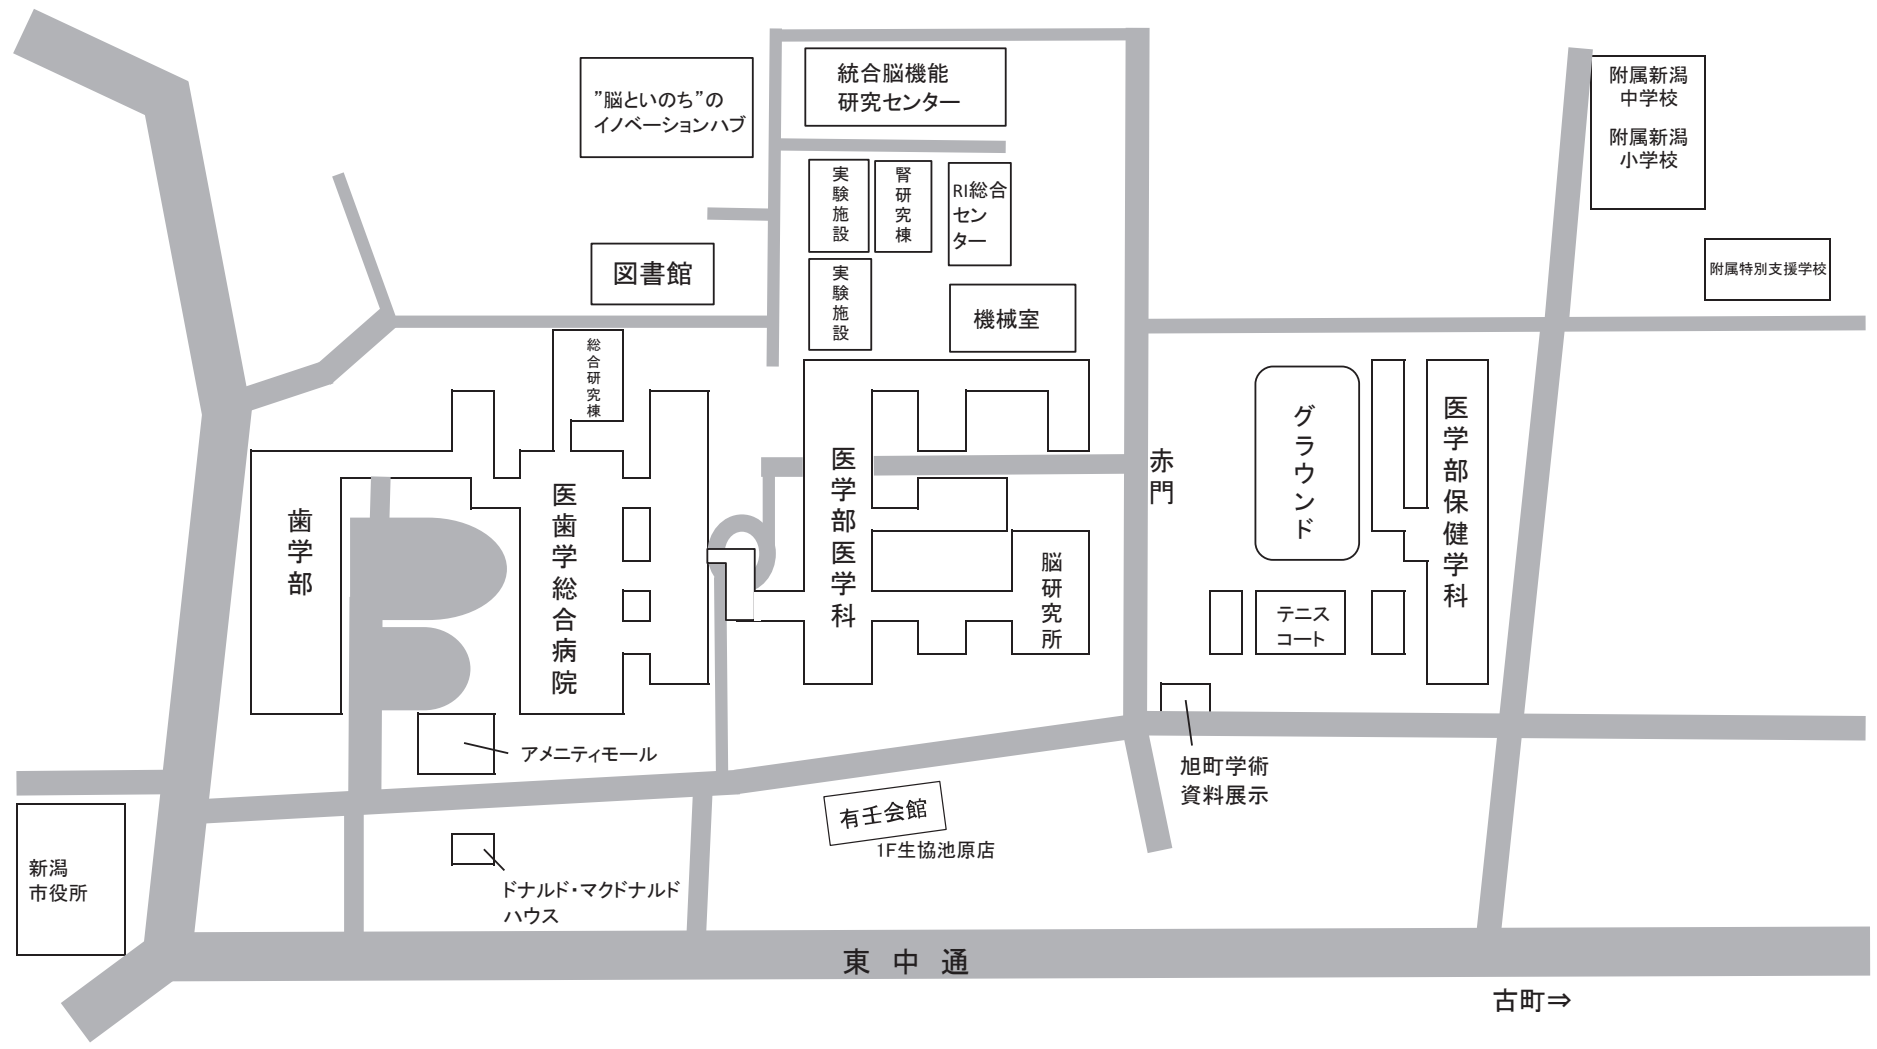 統合脳機能
研究センター
”脳といのち”の
イノベーションハブ
附属新潟
中学校
附属新潟
小学校
実験施設
腎研究棟
RI総合
センター
図書館
実験施設
機械室
附属特別支援学校
総合研究棟
歯学部
医歯学総合病院
医学部医学科
脳研究所
赤門
グラウンド
医学部保健学科
テニス
コート
アメニティモール
旭町学術
資料展示
有壬会館
1F生協池原店
新潟
市役所
ドナルド・マクドナルド
ハウス
東中通
古町⇒